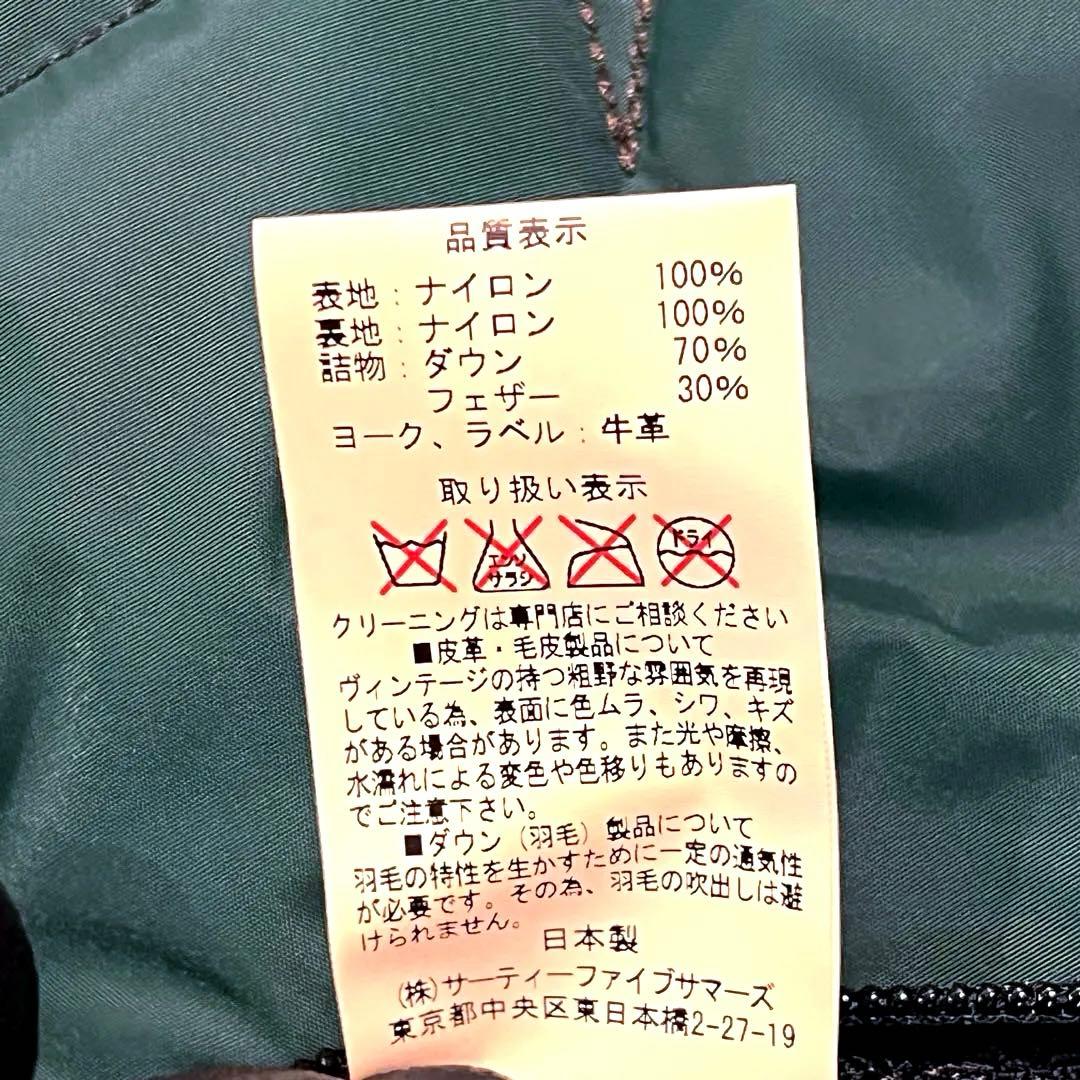 品質表示
表地：ナイロン 100%
裏地：ナイロン 100%
詰物：ダウン 70%
フェザー 30%
ヨーク、ラベル：牛革
取り扱い表示
エンソ
サラシ
ドライ
クリーニングは専門店にご相談ください
■皮革・毛皮製品について
ヴィンテージの持つ粗野な雰囲気を再現
している為、表面に色ムラ、シワ、キズ
がある場合があります。また光や摩擦、
水濡れによる変色や色移りもありますの
でご注意下さい。
■ダウン（羽毛）製品について
羽毛の特性を生かすために一定の通気性
が必要です。その為、羽毛の吹出しは避
けられません。
日本製
(株)サーティーファイブサマーズ
東京都中央区東日本橋2-27-19